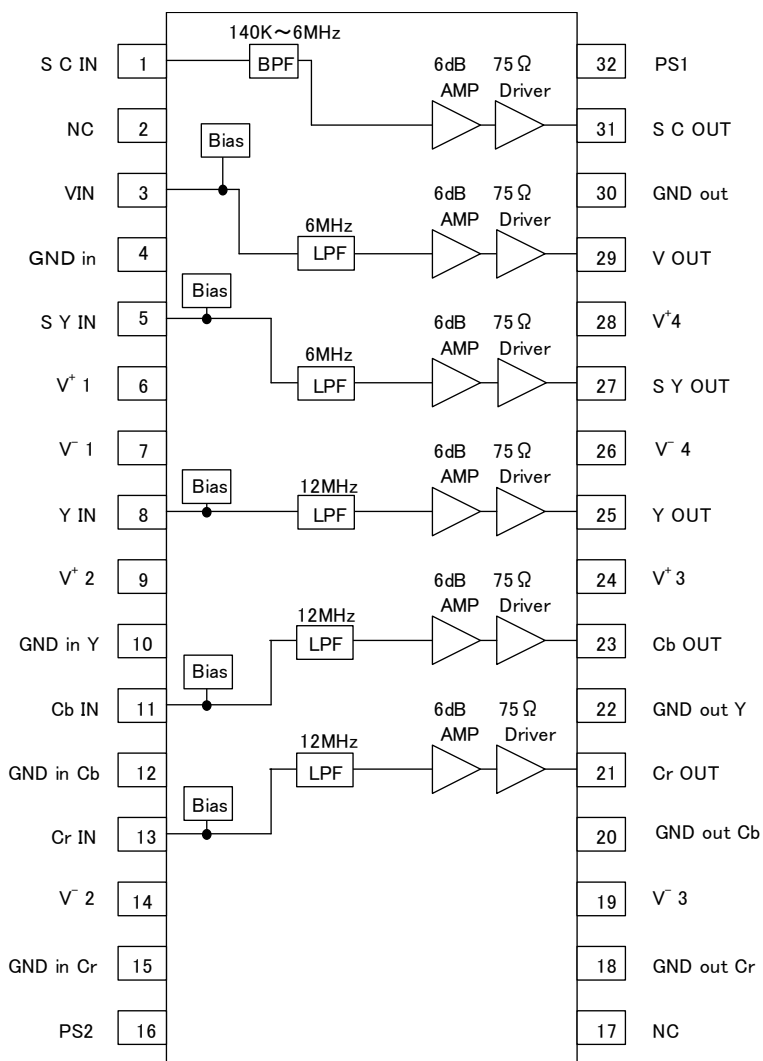 140K～6MHz
S C IN 1 BPF 6dB AMP 75Ω Driver 32 PS1
NC 2 31 S C OUT
Bias
VIN 3 6MHz LPF 6dB AMP 75Ω Driver 30 GND out
GND in 4 29 V OUT
Bias
S Y IN 5 6MHz LPF 6dB AMP 75Ω Driver 28 V⁺4
V⁺ 1 6 27 S Y OUT
V⁻ 1 7 6dB AMP 75Ω Driver 26 V⁻ 4
Bias 12MHz
Y IN 8 LPF 25 Y OUT
V⁺ 2 9 6dB AMP 75Ω Driver 24 V⁺ 3
12MHz
GND in Y 10 LPF 23 Cb OUT
Bias
Cb IN 11 6dB AMP 75Ω Driver 22 GND out Y
12MHz
GND in Cb 12 LPF 21 Cr OUT
Bias
Cr IN 13 20 GND out Cb
V⁻ 2 14 19 V⁻ 3
GND in Cr 15 18 GND out Cr
PS2 16 17 NC